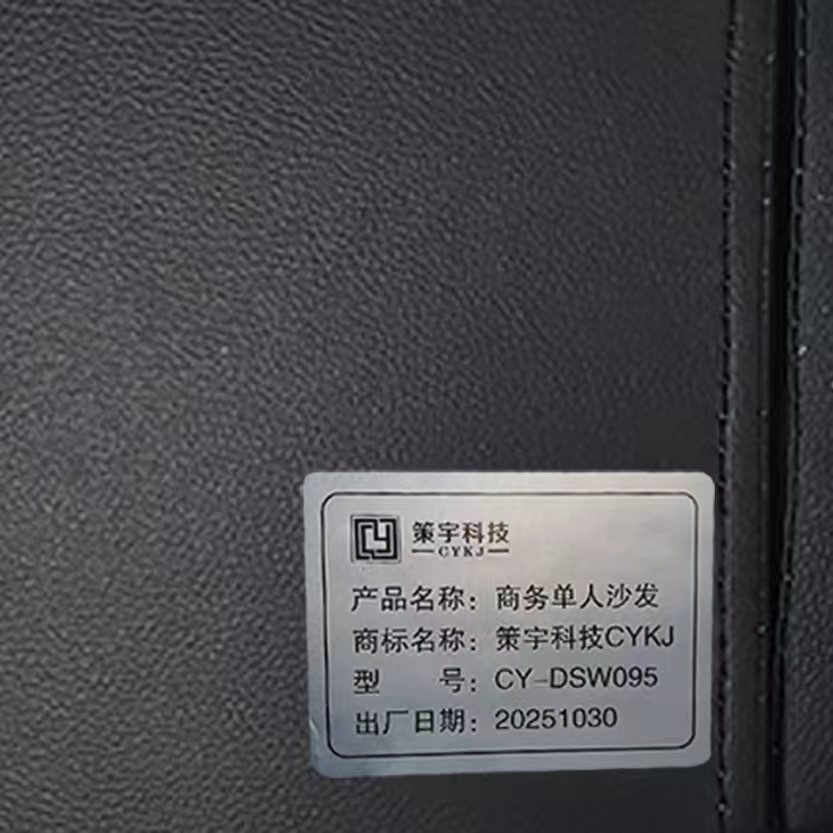 策宇科技
CYKJ
产品名称：商务单人沙发
商标名称：策宇科技CYKJ
型 号：CY-DSW095
出厂日期：20251030